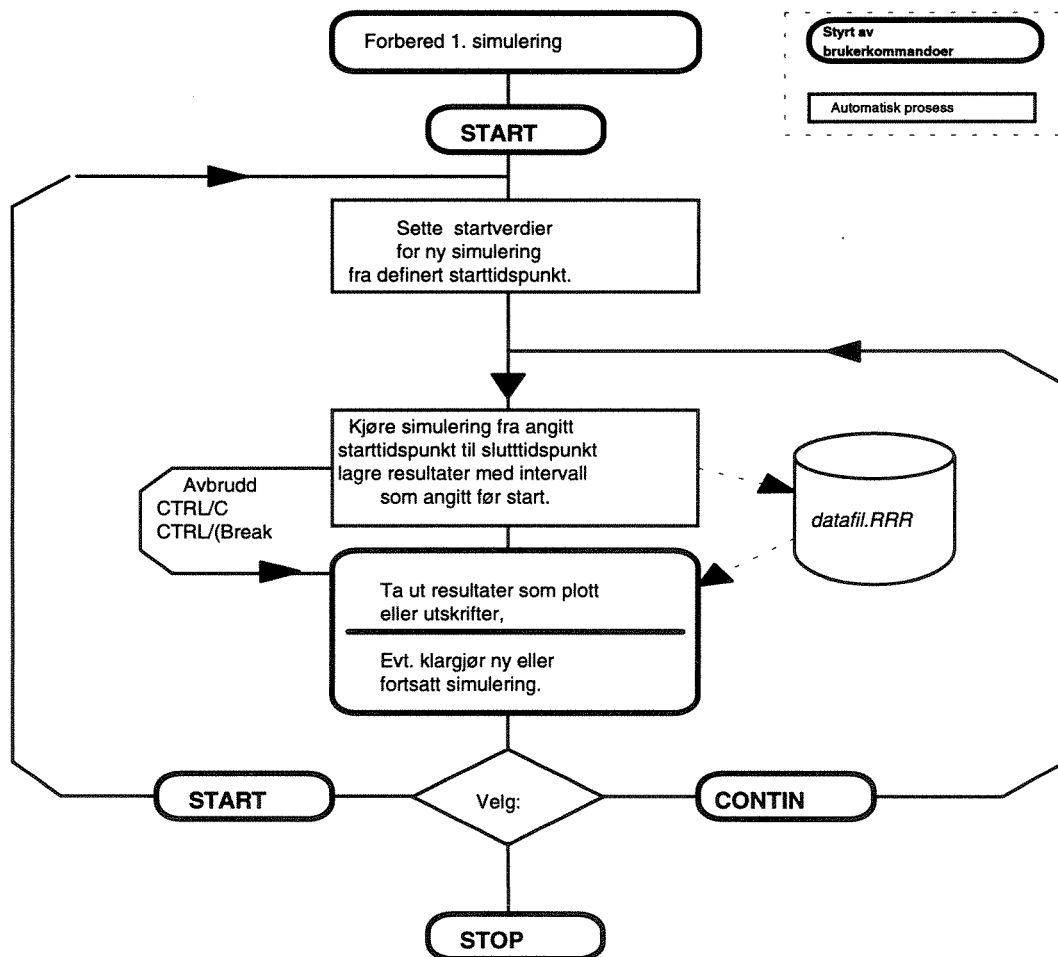 Forbered 1. simulering
Styrt av
brukerkommandoer
Automatisk prosess
START
Sette startverdier
for ny simulering
fra definert starttidspunkt.
Kjøre simulering fra angitt
starttidspunkt til slutttidspunkt
lagre resultater med intervall
som angitt før start.
Avbrudd
CTRL/C
CTRL/(Break
datafil.RRR
Ta ut resultater som plott
eller utskrifter,
Evt. klargjør ny eller
fortsatt simulering.
START
Velg:
CONTIN
STOP